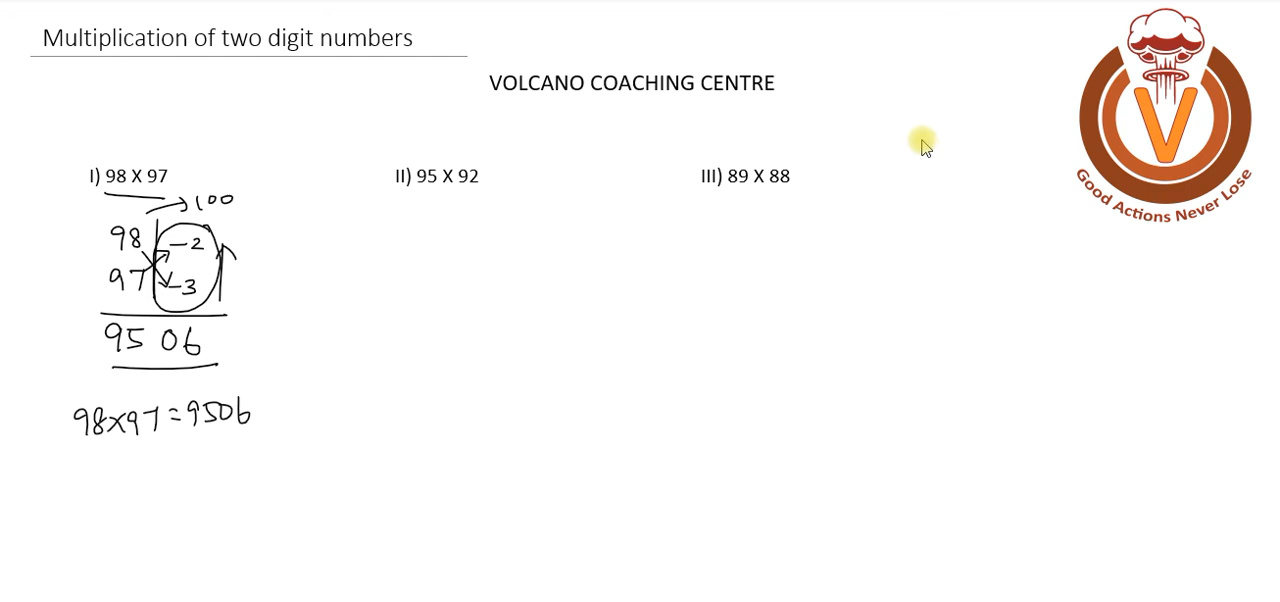 Multiplication of two digit numbers
VOLCANO COACHING CENTRE
I) 98 X 97
II) 95 X 92
III) 89 X 88
100
98 -2
97 -3
95 06
98x97=9506
V
Good Actions Never Lose